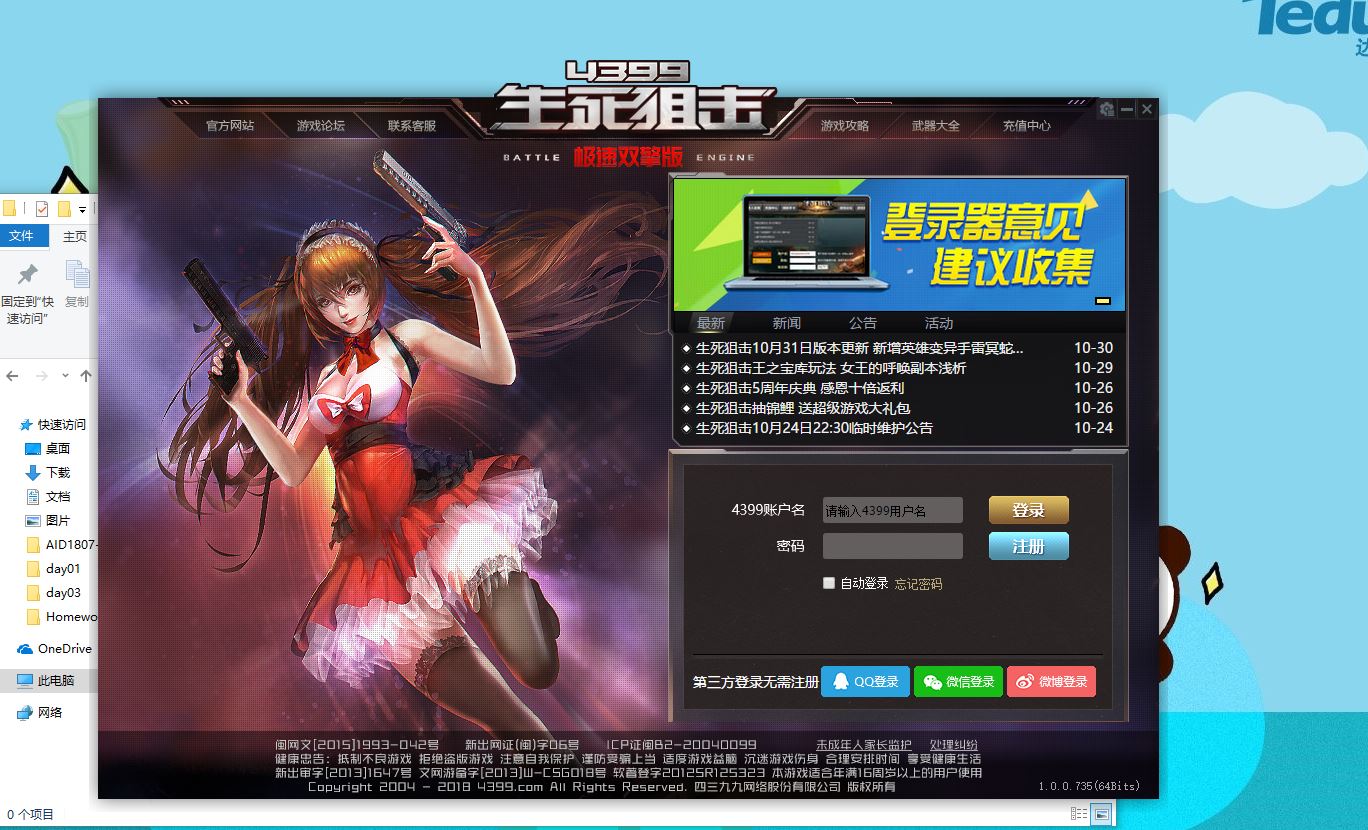 Tedu
达
4399
生死狙击
官方网站 游戏论坛 联系客服 游戏攻略 武器大全 充值中心
BATTLE 极速双擎版 ENGINE
登录器意见
建议收集
最新 新闻 公告 活动
生死狙击10月31日版本更新 新增英雄变异手雷冥蛇... 10-30
生死狙击王之宝库玩法 女王的呼唤副本浅析 10-29
生死狙击5周年庆典 感恩十倍返利 10-26
生死狙击抽锦鲤 送超级游戏大礼包 10-26
生死狙击10月24日22:30临时维护公告 10-24
4399账户名 请输入4399用户名 登录
密码 注册
自动登录 忘记密码
第三方登录无需注册 QQ登录 微信登录 微博登录
闽网文[2015]1993-042号 新出网证(闽)字06号 ICP证闽B2-20040099 未成年人家长监护 处理纠纷
健康忠告：抵制不良游戏 拒绝盗版游戏 注意自我保护 谨防受骗上当 适度游戏益脑 沉迷游戏伤身 合理安排时间 享受健康生活
新出审字[2013]1647号 文网游备字[2013]W-CSG018号 软著登字2012SR125323 本游戏适合年满16周岁以上的用户使用
Copyright 2004 - 2018 4399.com All Rights Reserved. 四三九九网络股份有限公司 版权所有
1.0.0.735(64Bits)
文件 主页
固定到"快
速访问"
复制
快速访问
桌面
下载
文档
图片
AID1807-
day01
day03
Homewo
OneDrive
此电脑
网络
0 个项目